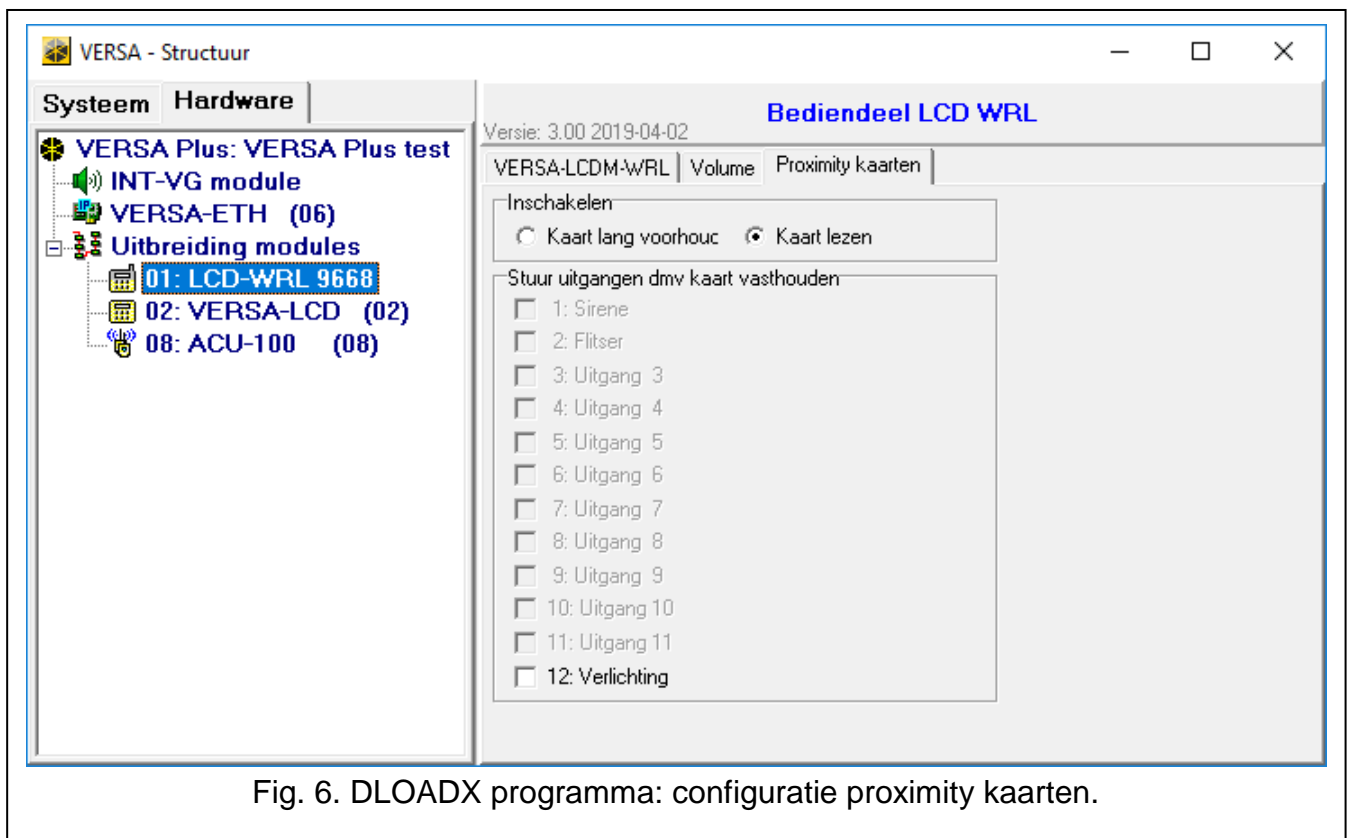 VERSA - Structuur
Systeem Hardware
VERSA Plus: VERSA Plus test
INT-VG module
VERSA-ETH (06)
Uitbreiding modules
01: LCD-WRL 9668
02: VERSA-LCD (02)
08: ACU-100 (08)
Bediendeel LCD WRL
Versie: 3.00 2019-04-02
VERSA-LCDM-WRL Volume Proximity kaarten
Inschakelen
Kaart lang voorhouc Kaart lezen
Stuur uitgangen dmv kaart vasthouden
1: Sirene
2: Flitser
3: Uitgang 3
4: Uitgang 4
5: Uitgang 5
6: Uitgang 6
7: Uitgang 7
8: Uitgang 8
9: Uitgang 9
10: Uitgang 10
11: Uitgang 11
12: Verlichting
Fig. 6. DLOADX programma: configuratie proximity kaarten.